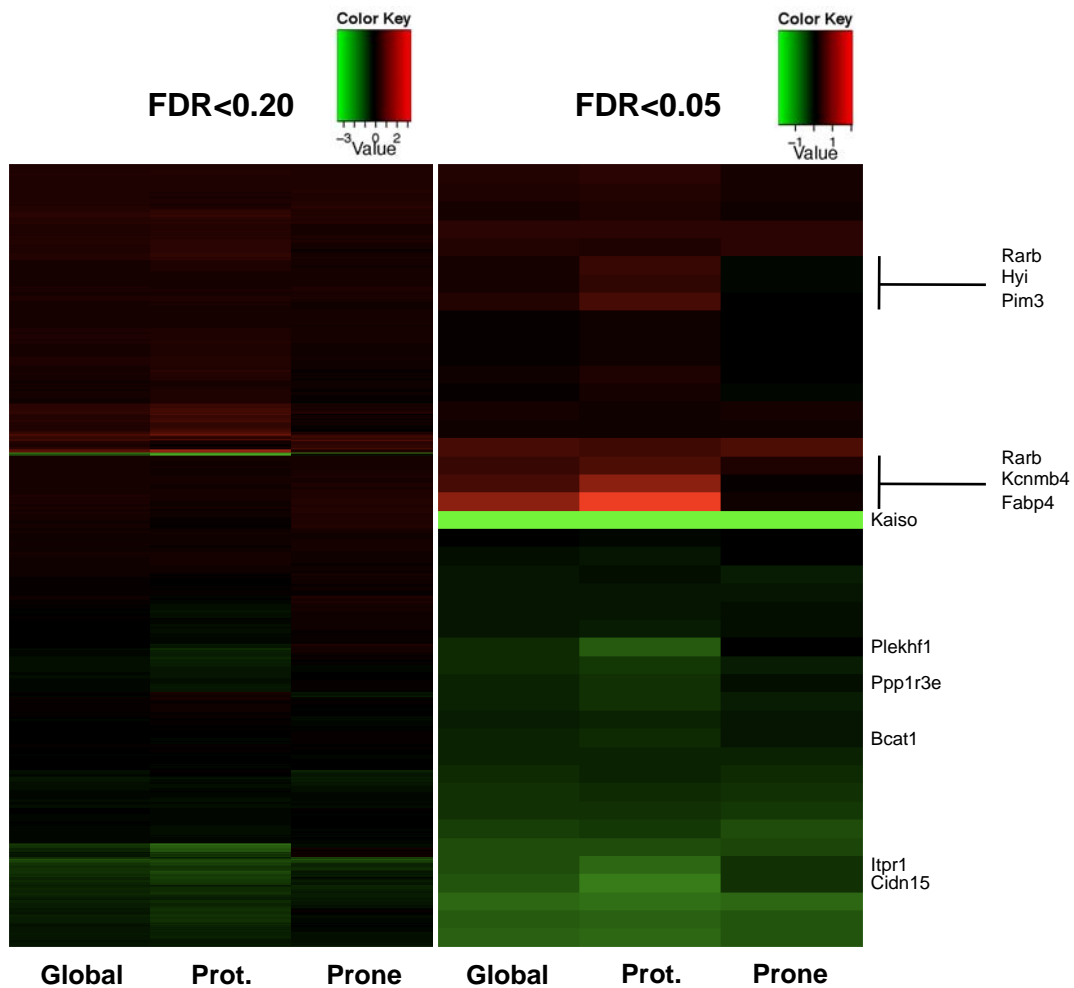 Color Key
Color Key
FDR<0.20
FDR<0.05
−3 0 2
Value
−1 1
Value
Rarb
Hyi
Pim3
Rarb
Kcnmb4
Fabp4
Kaiso
Plekhf1
Ppp1r3e
Bcat1
Itpr1
Cidn15
Global Prot. Prone Global Prot. Prone